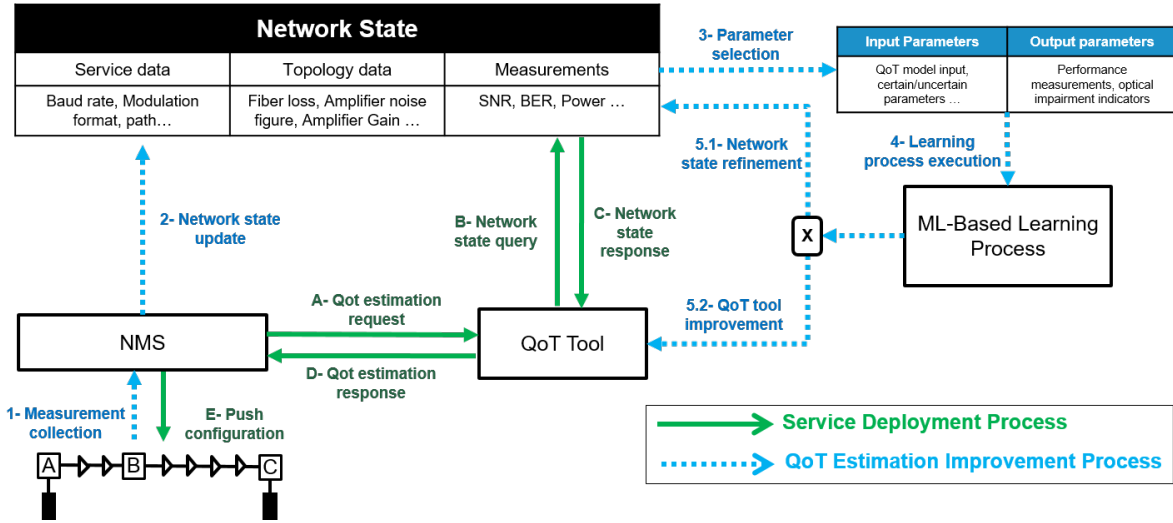 Network State
Service data
Topology data
Measurements
Baud rate, Modulation
format, path…
Fiber loss, Amplifier noise
figure, Amplifier Gain …
SNR, BER, Power …
3- Parameter
selection
Input Parameters
Output parameters
QoT model input,
certain/uncertain
parameters …
Performance
measurements, optical
impairment indicators
5.1- Network
state refinement
4- Learning
process execution
2- Network state
update
B- Network
state query
C- Network
state
response
X
ML-Based Learning
Process
A- Qot estimation
request
5.2- QoT tool
improvement
NMS
QoT Tool
D- Qot estimation
response
1- Measurement
collection
E- Push
configuration
A
B
C
Service Deployment Process
QoT Estimation Improvement Process